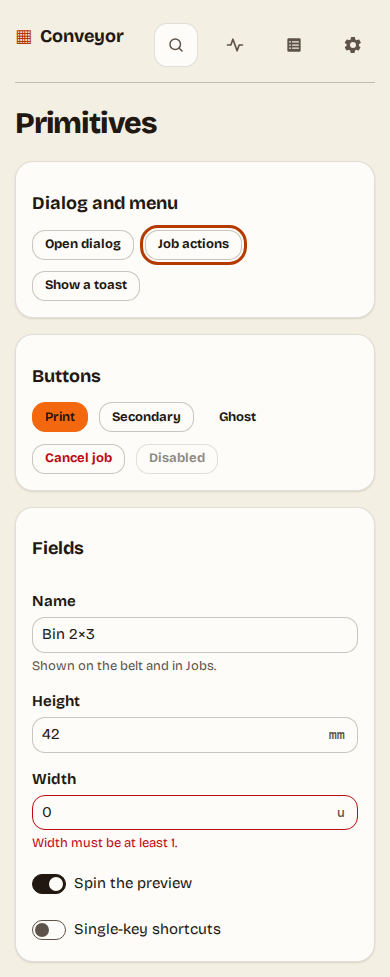 Conveyor
Primitives
Dialog and menu
Open dialog
Job actions
Show a toast
Buttons
Print
Secondary
Ghost
Cancel job
Disabled
Fields
Name
Bin 2×3
Shown on the belt and in Jobs.
Height
42 mm
Width
0 u
Width must be at least 1.
Spin the preview
Single-key shortcuts